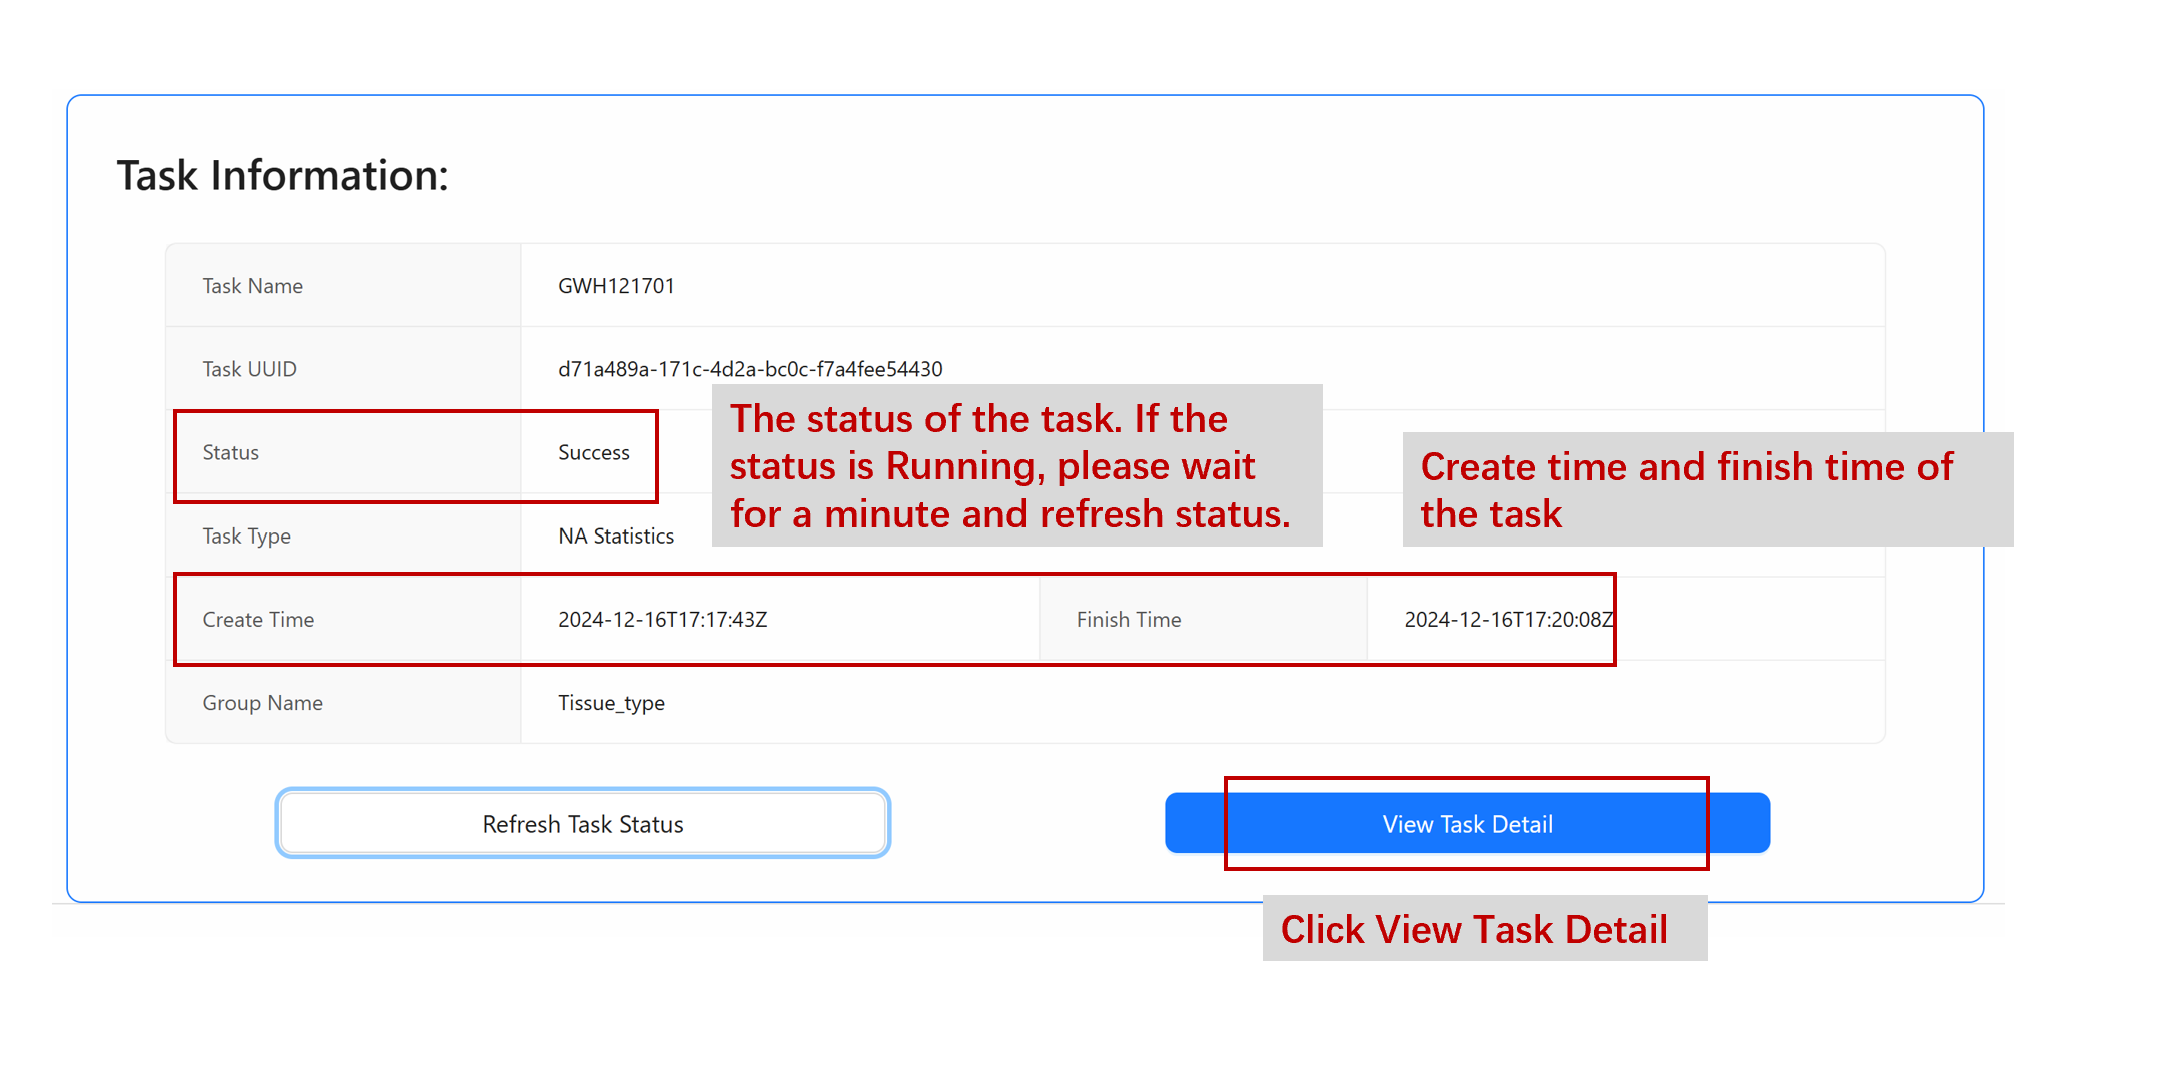 Task Information:
Task Name GWH121701
Task UUID d71a489a-171c-4d2a-bc0c-f7a4fee54430
The status of the task. If the
status is Running, please wait
for a minute and refresh status.
Status Success
Create time and finish time of
the task
Task Type NA Statistics
Create Time 2024-12-16T17:17:43Z Finish Time 2024-12-16T17:20:08Z
Group Name Tissue_type
Refresh Task Status View Task Detail
Click View Task Detail